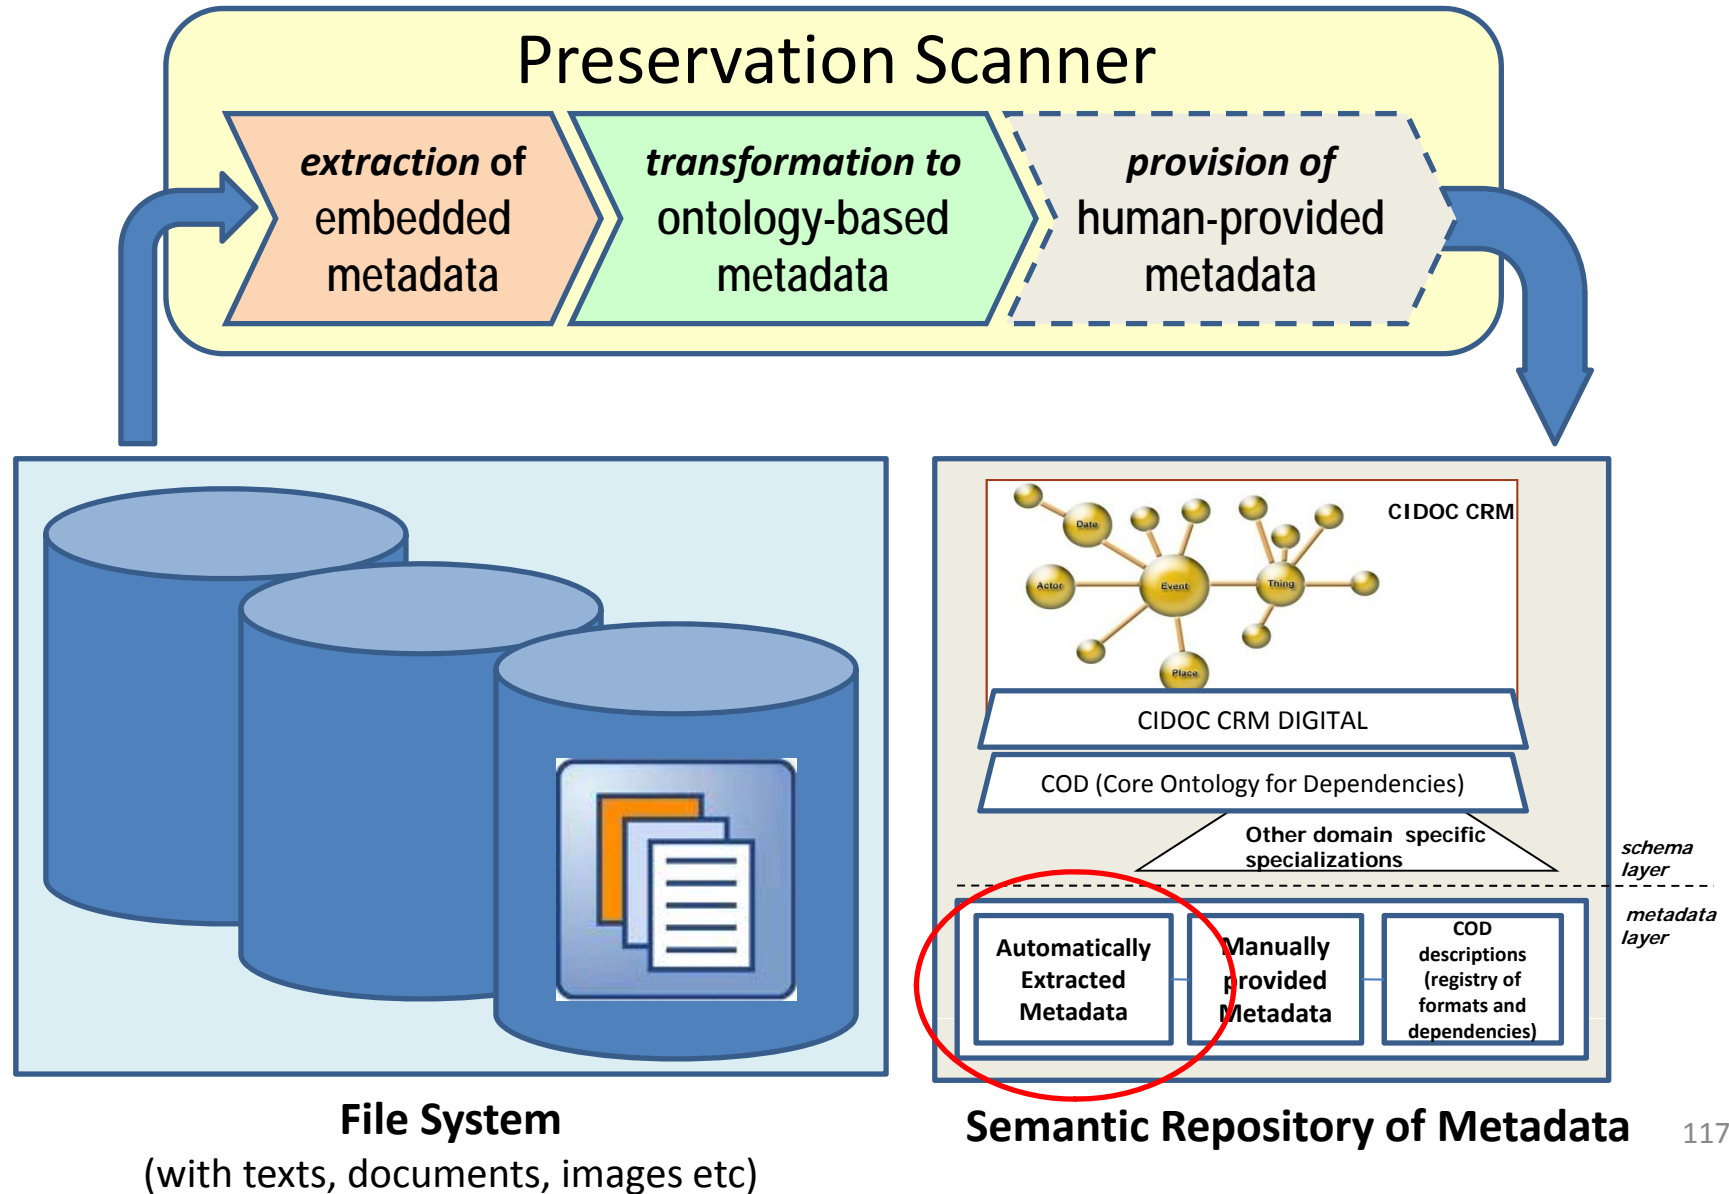 Preservation Scanner
extraction of
embedded
metadata
transformation to
ontology-based
metadata
provision of
human-provided
metadata
CIDOC CRM
Date
Actor
Event
Thing
Place
CIDOC CRM DIGITAL
COD (Core Ontology for Dependencies)
Other domain specific
specializations
schema
layer
metadata
layer
Automatically
Extracted
Metadata
Manually
provided
Metadata
COD
descriptions
(registry of
formats and
dependencies)
File System
(with texts, documents, images etc)
Semantic Repository of Metadata
117